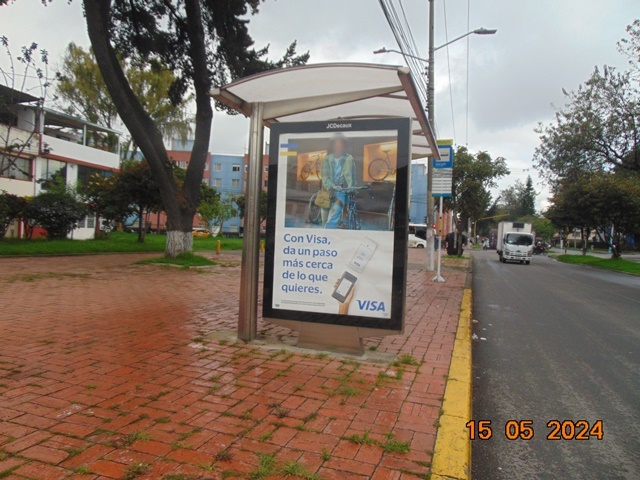 JCDecaux
Con Visa,
da un paso
más cerca
de lo que
quieres.
VISA
15 05 2024